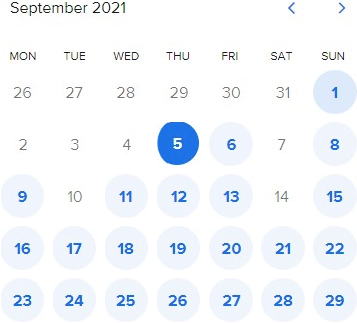 September 2021
MON TUE WED THU FRI SAT SUN
26 27 28 29 30 31 1
2 3 4 5 6 7 8
9 10 11 12 13 14 15
16 17 18 19 20 21 22
23 24 25 26 27 28 29